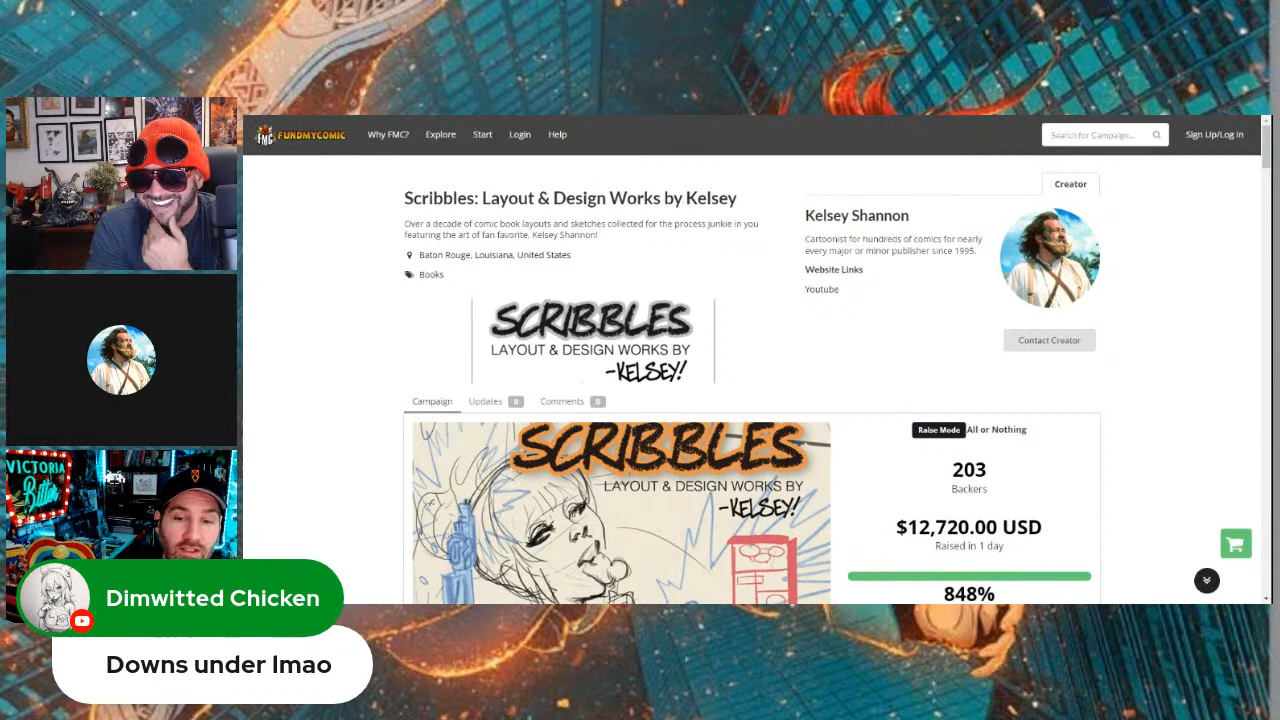 FMC
FUNDMYCOMIC
Why FMC?
Explore
Start
Login
Help
Search for Campaign...
Sign Up/Log In
Scribbles: Layout & Design Works by Kelsey
Over a decade of comic book layouts and sketches collected for the process junkie in you
featuring the art of fan favorite, Kelsey Shannon!
Baton Rouge, Louisiana, United States
Books
Creator
Kelsey Shannon
Cartoonist for hundreds of comics for nearly
every major or minor publisher since 1995.
Website Links
Youtube
Contact Creator
SCRIBBLES
LAYOUT & DESIGN WORKS BY
-KELSEY!
Campaign
Updates 0
Comments 0
SCRIBBLES
LAYOUT & DESIGN WORKS BY
-KELSEY!
Raise Mode All or Nothing
203
Backers
$12,720.00 USD
Raised in 1 day
848%
VICTORIA
Bitter
Dimwitted Chicken
Downs under lmao